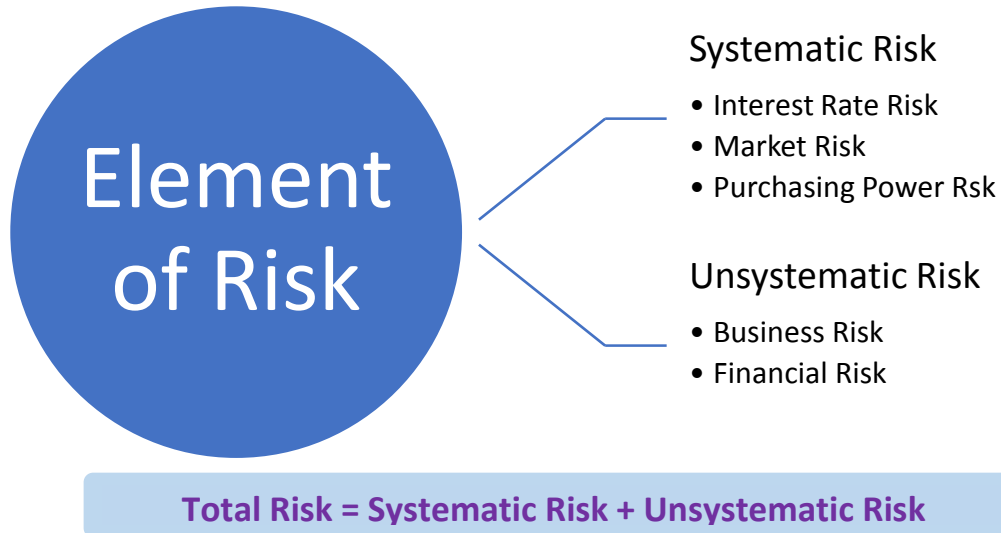 Element
of Risk
Systematic Risk
• Interest Rate Risk
• Market Risk
• Purchasing Power Rsk
Unsystematic Risk
• Business Risk
• Financial Risk
Total Risk = Systematic Risk + Unsystematic Risk